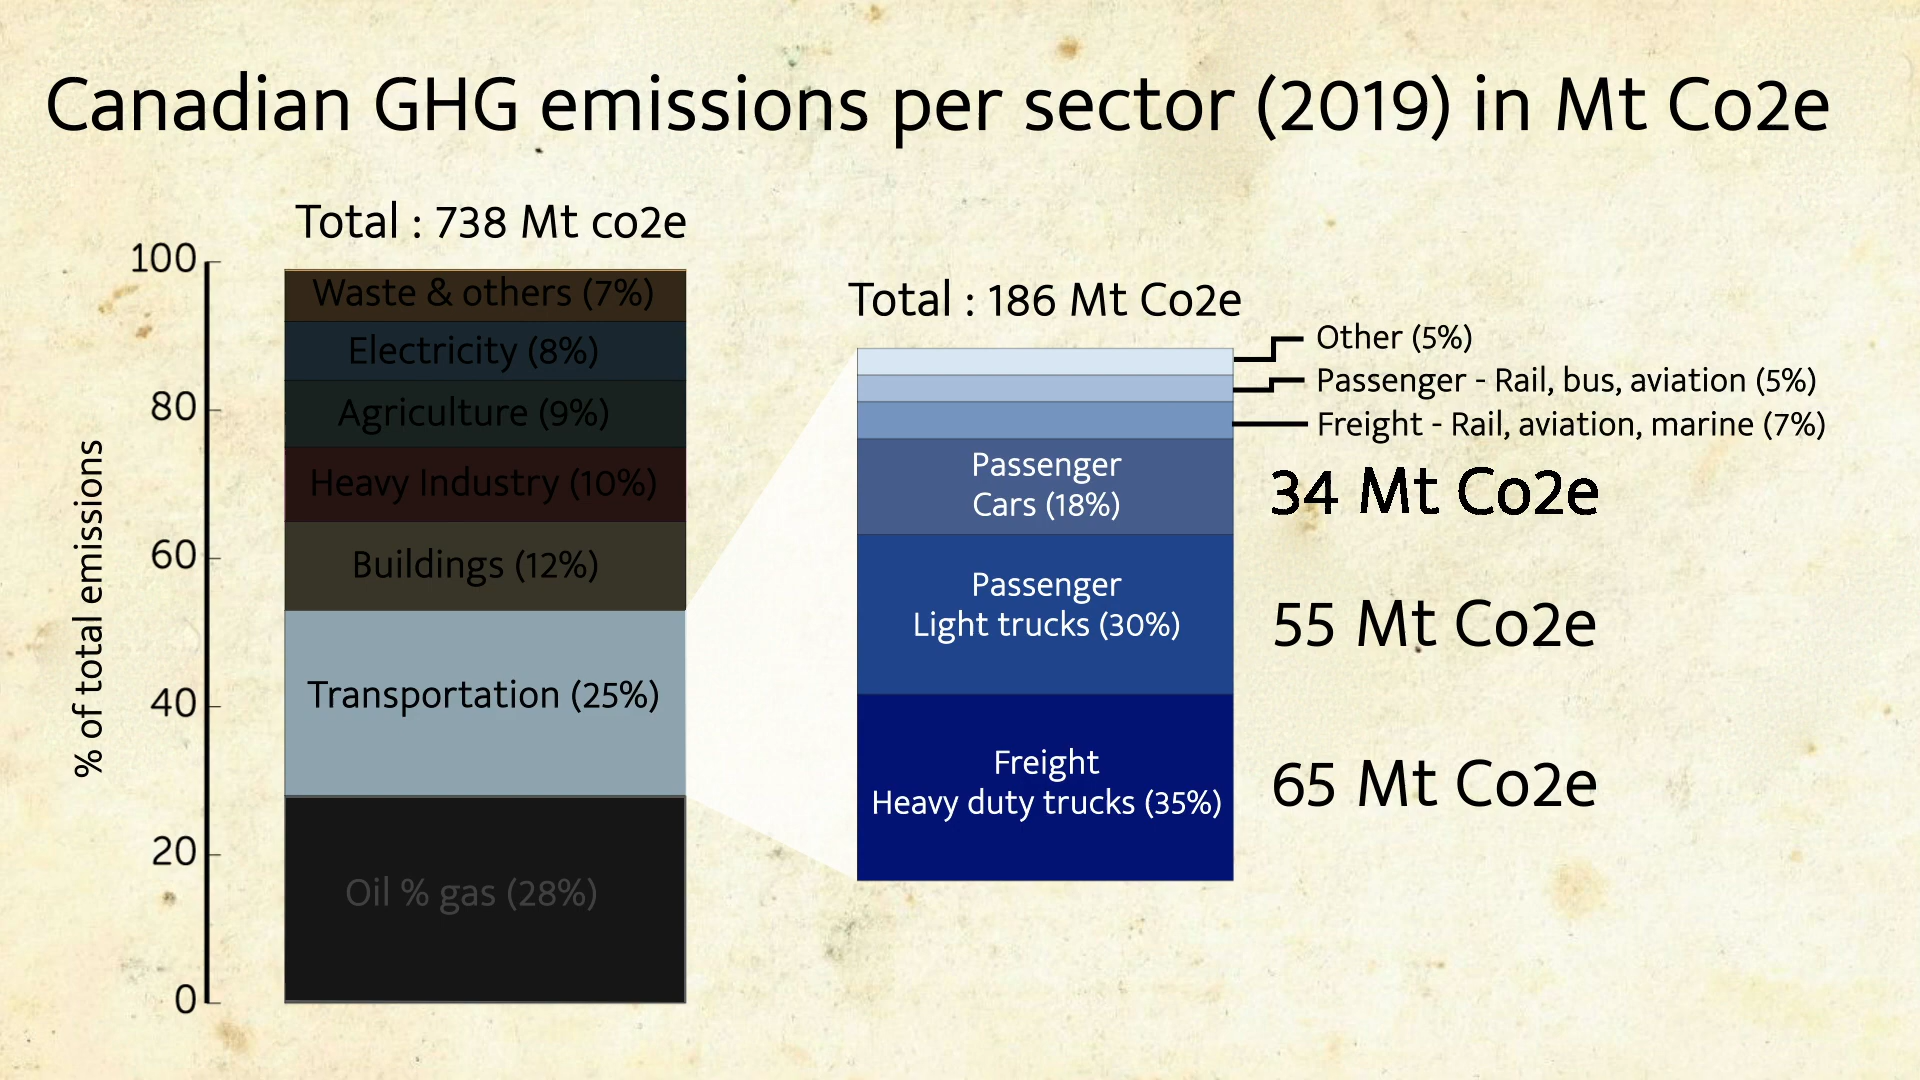 Canadian GHG emissions per sector (2019) in Mt Co2e
Total : 738 Mt co2e
% of total emissions
100
80
60
40
20
0
Waste & others (7%)
Electricity (8%)
Agriculture (9%)
Heavy Industry (10%)
Buildings (12%)
Transportation (25%)
Oil % gas (28%)
Total : 186 Mt Co2e
Other (5%)
Passenger - Rail, bus, aviation (5%)
Freight - Rail, aviation, marine (7%)
Passenger
Cars (18%)
34 Mt Co2e
Passenger
Light trucks (30%)
55 Mt Co2e
Freight
Heavy duty trucks (35%)
65 Mt Co2e